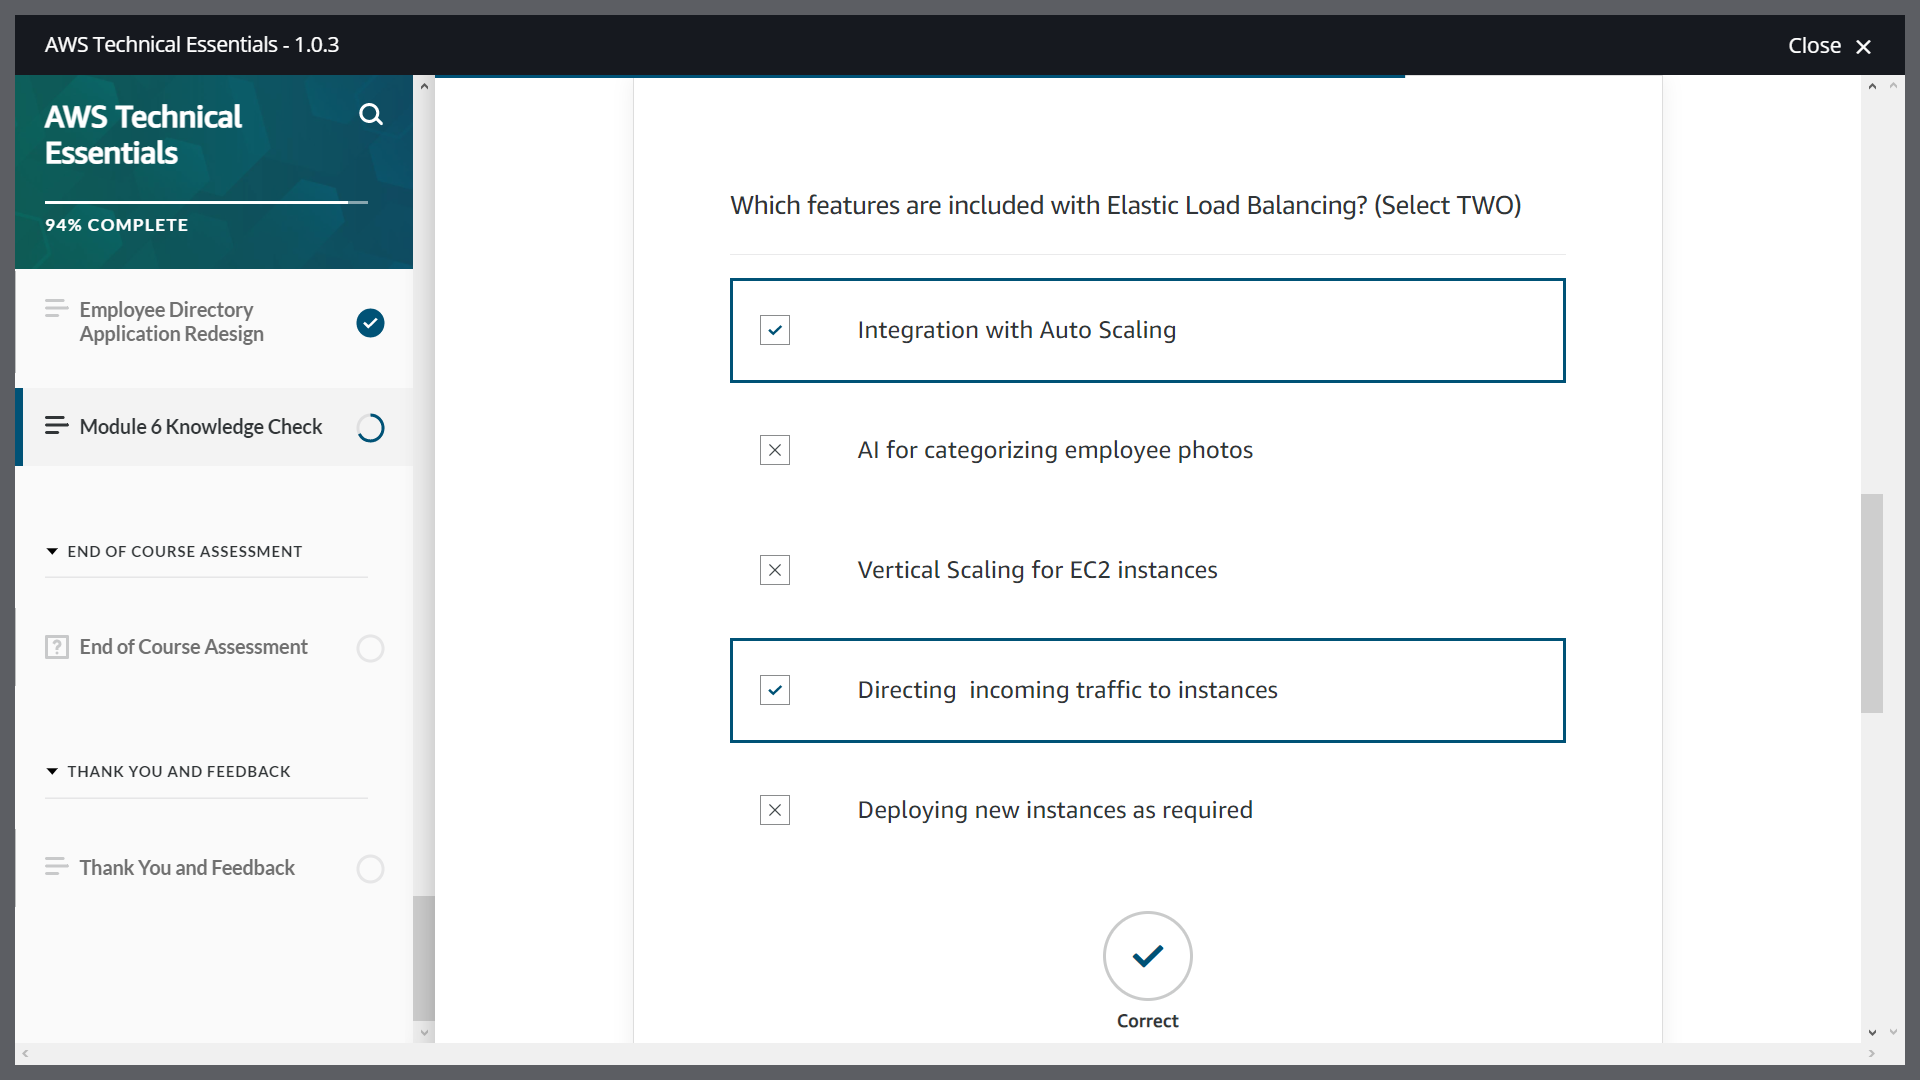 AWS Technical Essentials - 1.0.3
Close
AWS Technical
Essentials
94% COMPLETE
Employee Directory
Application Redesign
Module 6 Knowledge Check
END OF COURSE ASSESSMENT
End of Course Assessment
THANK YOU AND FEEDBACK
Thank You and Feedback
Which features are included with Elastic Load Balancing? (Select TWO)
Integration with Auto Scaling
AI for categorizing employee photos
Vertical Scaling for EC2 instances
Directing  incoming traffic to instances
Deploying new instances as required
Correct